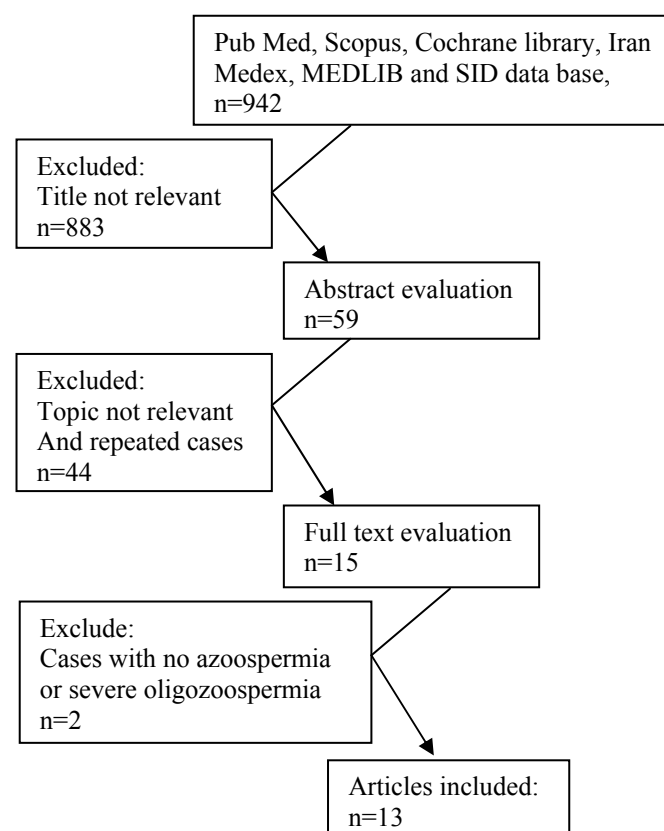 Pub Med, Scopus, Cochrane library, Iran
Medex, MEDLIB and SID data base,
n=942
Excluded:
Title not relevant
n=883
Abstract evaluation
n=59
Excluded:
Topic not relevant
And repeated cases
n=44
Full text evaluation
n=15
Exclude:
Cases with no azoospermia
or severe oligozoospermia
n=2
Articles included:
n=13